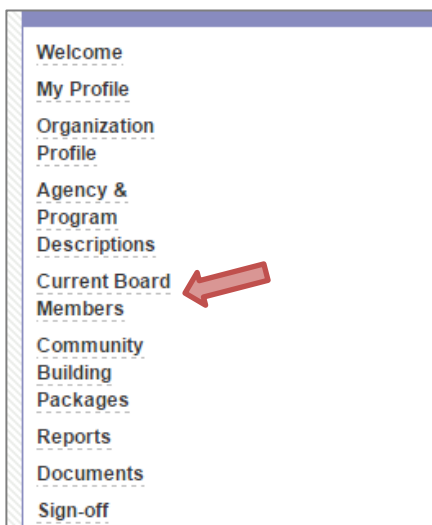 Welcome
My Profile
Organization
Profile
Agency &
Program
Descriptions
Current Board
Members
Community
Building
Packages
Reports
Documents
Sign-off